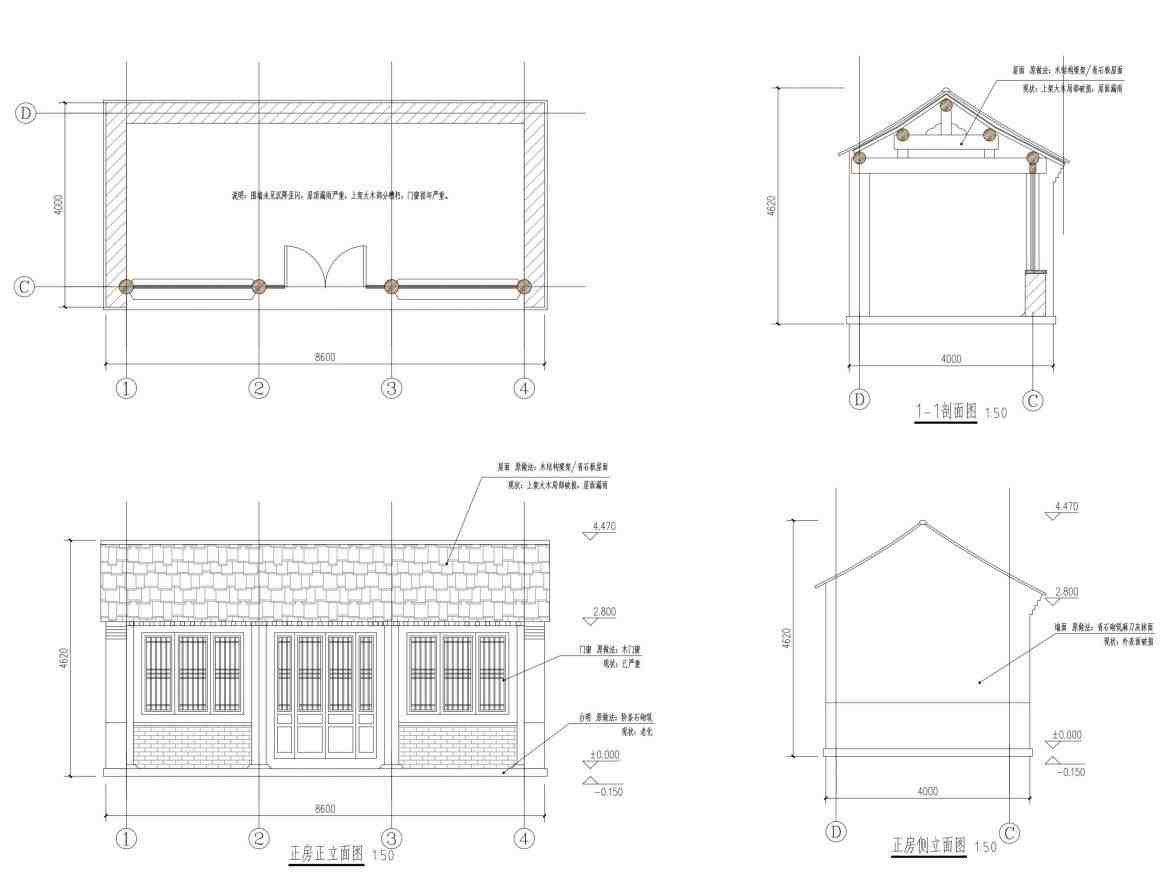 D
说明：围墙未见沉降歪闪，屋顶漏雨严重，上架大木部分糟朽，门窗损坏严重。
4000
C
8600
1 2 3 4
屋面 原做法：木结构梁架/青石板屋面
现状：上架大木局部破损，屋面漏雨
4620
4000
D C
1-1剖面图 1:50
屋面 原做法：木结构梁架/青石板屋面
现状：上架大木局部破损，屋面漏雨
4.470
2.800
4620
门窗 原做法：木门窗
现状：已严重
台明 原做法：阶条石砌筑
现状：老化
±0.000
-0.150
8600
1 2 3 4
正房正立面图 1:50
4.470
2.800
4620
墙面 原做法：青石砌筑麻刀灰抹面
现状：外表面破损
±0.000
-0.150
4000
D C
正房侧立面图 1:50